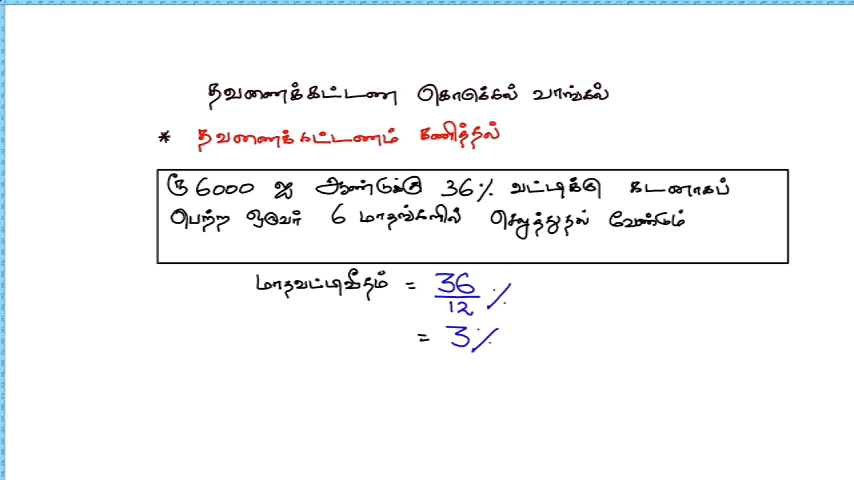 தவணைக்கட்டண கொடுக்கல் வாங்கல்
* தவணைக்கட்டணம் கணித்தல்
ரூ 6000 ஐ ஆண்டுக்கு 36% வட்டிக்கு கடனாகப்
பெற்ற ஒருவர் 6 மாதங்களில் செலுத்துதல் வேண்டும்
மாதவட்டிவீதம் = 36/12 %
= 3%